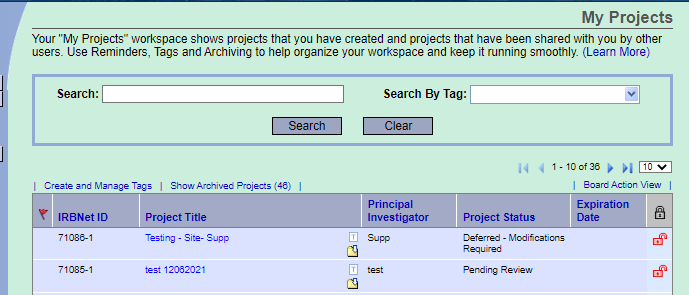 My Projects
Your "My Projects" workspace shows projects that you have created and projects that have been shared with you by other
users. Use Reminders, Tags and Archiving to help organize your workspace and keep it running smoothly. (Learn More)
Search: Search By Tag:
Search Clear
1 - 10 of 36 10
| Create and Manage Tags | Show Archived Projects (46) | | Board Action View |
IRBNet ID Project Title Principal Investigator Project Status Expiration Date
71086-1 Testing - Site- Supp T Supp Deferred - Modifications Required
71085-1 test 12062021 T test Pending Review